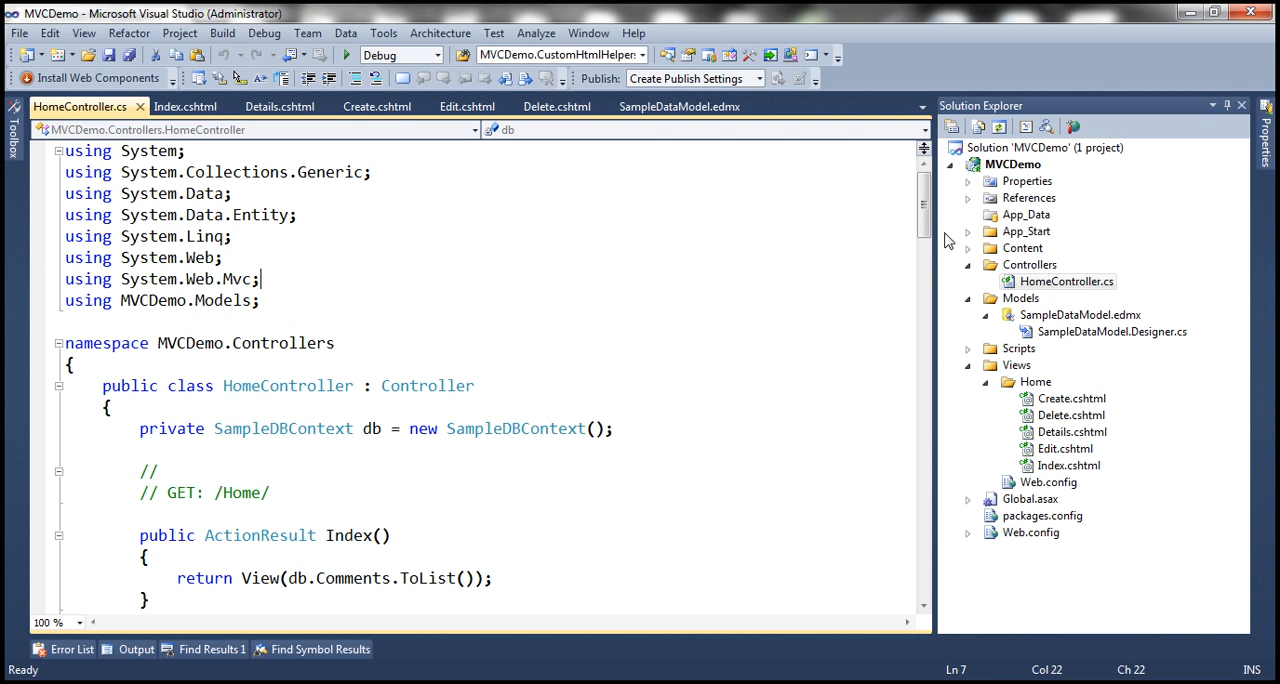 MVCDemo - Microsoft Visual Studio (Administrator)
File Edit View Refactor Project Build Debug Team Data Tools Architecture Test Analyze Window Help
Debug MVCDemo.CustomHtmlHelpers
Install Web Components Publish: Create Publish Settings
HomeController.cs Index.cshtml Details.cshtml Create.cshtml Edit.cshtml Delete.cshtml SampleDataModel.edmx
MVCDemo.Controllers.HomeController db
using System;
using System.Collections.Generic;
using System.Data;
using System.Data.Entity;
using System.Linq;
using System.Web;
using System.Web.Mvc;
using MVCDemo.Models;
namespace MVCDemo.Controllers
{
public class HomeController : Controller
{
private SampleDBContext db = new SampleDBContext();
//
// GET: /Home/
public ActionResult Index()
{
return View(db.Comments.ToList());
}
100 %
Toolbox
Solution Explorer
Solution 'MVCDemo' (1 project)
MVCDemo
Properties
References
App_Data
App_Start
Content
Controllers
HomeController.cs
Models
SampleDataModel.edmx
SampleDataModel.Designer.cs
Scripts
Views
Home
Create.cshtml
Delete.cshtml
Details.cshtml
Edit.cshtml
Index.cshtml
Web.config
Global.asax
packages.config
Web.config
Properties
Error List Output Find Results 1 Find Symbol Results
Ready Ln 7 Col 22 Ch 22 INS